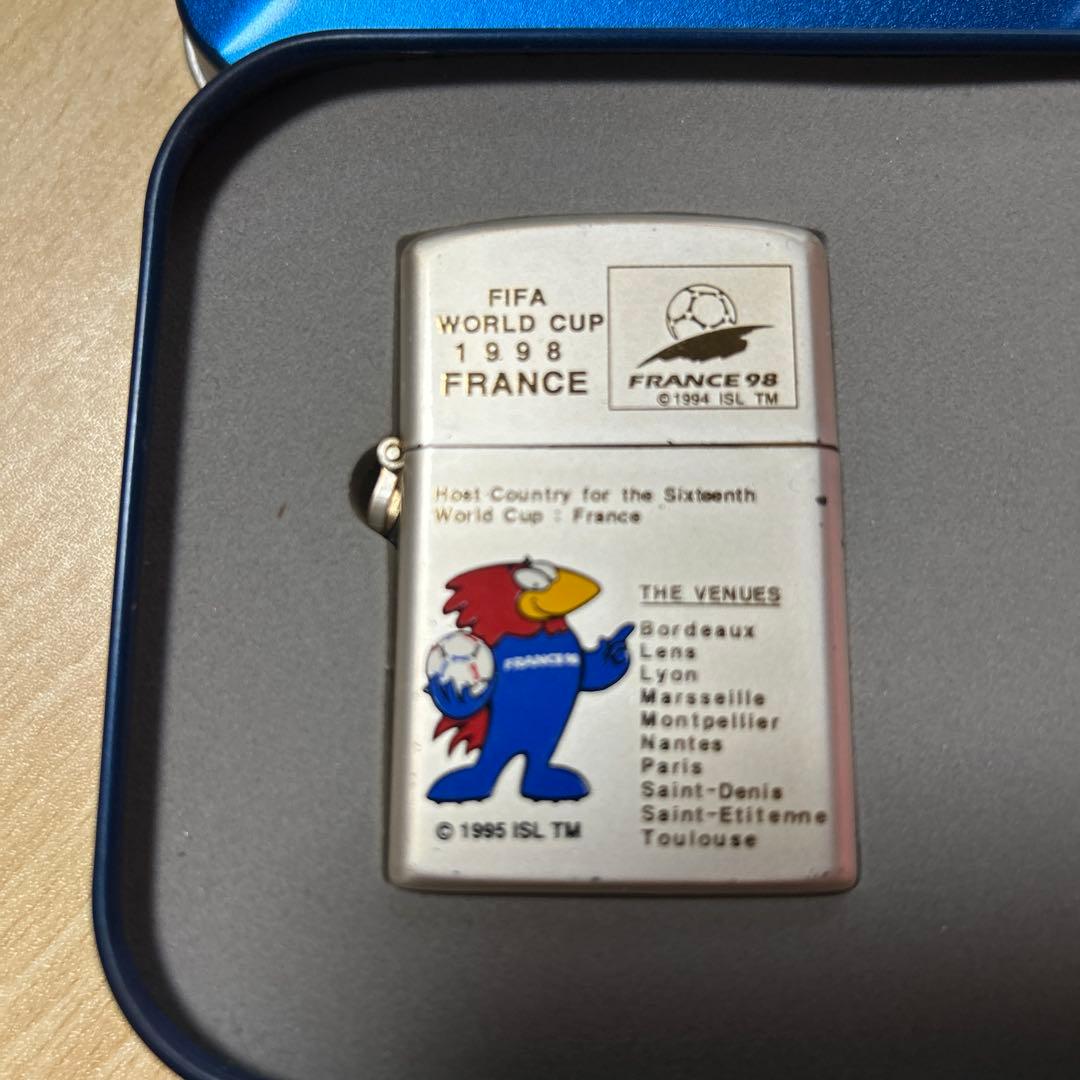 FIFA
WORLD CUP
1998
FRANCE
FRANCE 98
©1994 ISL TM
Host Country for the Sixteenth
World Cup : France
FRANCE 98
© 1995 ISL TM
THE VENUES
Bordeaux
Lens
Lyon
Marsseille
Montpellier
Nantes
Paris
Saint-Denis
Saint-Etitenne
Toulouse